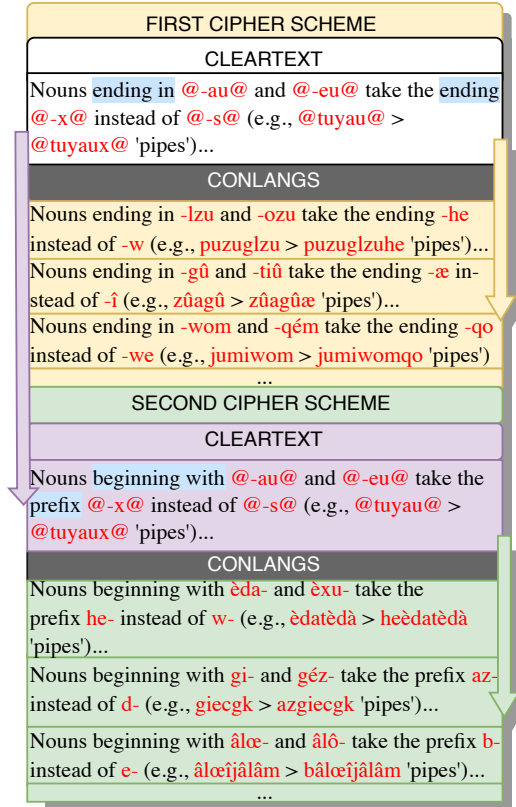 FIRST CIPHER SCHEME
CLEARTEXT
Nouns ending in @-au@ and @-eu@ take the ending
@-x@ instead of @-s@ (e.g., @tuyau@ >
@tuyaux@ 'pipes')...
CONLANGS
Nouns ending in -lzu and -ozu take the ending -he
instead of -w (e.g., puzuglzu > puzuglzuhe 'pipes')...
Nouns ending in -gû and -tiû take the ending -æ in-
stead of -î (e.g., zûagû > zûagûæ 'pipes')...
Nouns ending in -wom and -qém take the ending -qo
instead of -we (e.g., jumiwom > jumiwomqo 'pipes')
...
SECOND CIPHER SCHEME
CLEARTEXT
Nouns beginning with @-au@ and @-eu@ take the
prefix @-x@ instead of @-s@ (e.g., @tuyau@ >
@tuyaux@ 'pipes')...
CONLANGS
Nouns beginning with èda- and èxu- take the
prefix he- instead of w- (e.g., èdatèdà > heèdatèdà
'pipes')...
Nouns beginning with gi- and géz- take the prefix az-
instead of d- (e.g., giecgk > azgiecgk 'pipes')...
Nouns beginning with âlœ- and âlô- take the prefix b-
instead of e- (e.g., âlœîjâlâm > bâlœîjâlâm 'pipes')...
...